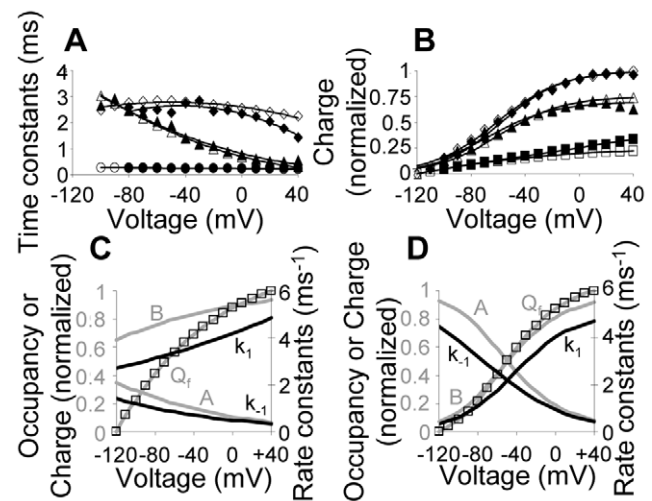 A
B
Time constants (ms)
4
3
2
1
0
-120
-80
-40
0
40
Voltage (mV)
Charge
(normalized)
1
0.75
0.5
0.25
0
-120
-80
-40
0
40
Voltage (mV)
C
D
Occupancy or
Charge (normalized)
1
0.8
0.6
0.4
0.2
0
B
k1
Qf
A
k-1
6
4
2
0
Rate constants (ms-1)
-120
-80
-40
0
+40
Voltage (mV)
Occupancy or Charge
(normalized)
1
0.8
0.6
0.4
0.2
0
A
Qf
k-1
k1
B
6
4
2
0
Rate constants (ms-1)
-120
-80
-40
0
40
Voltage (mV)